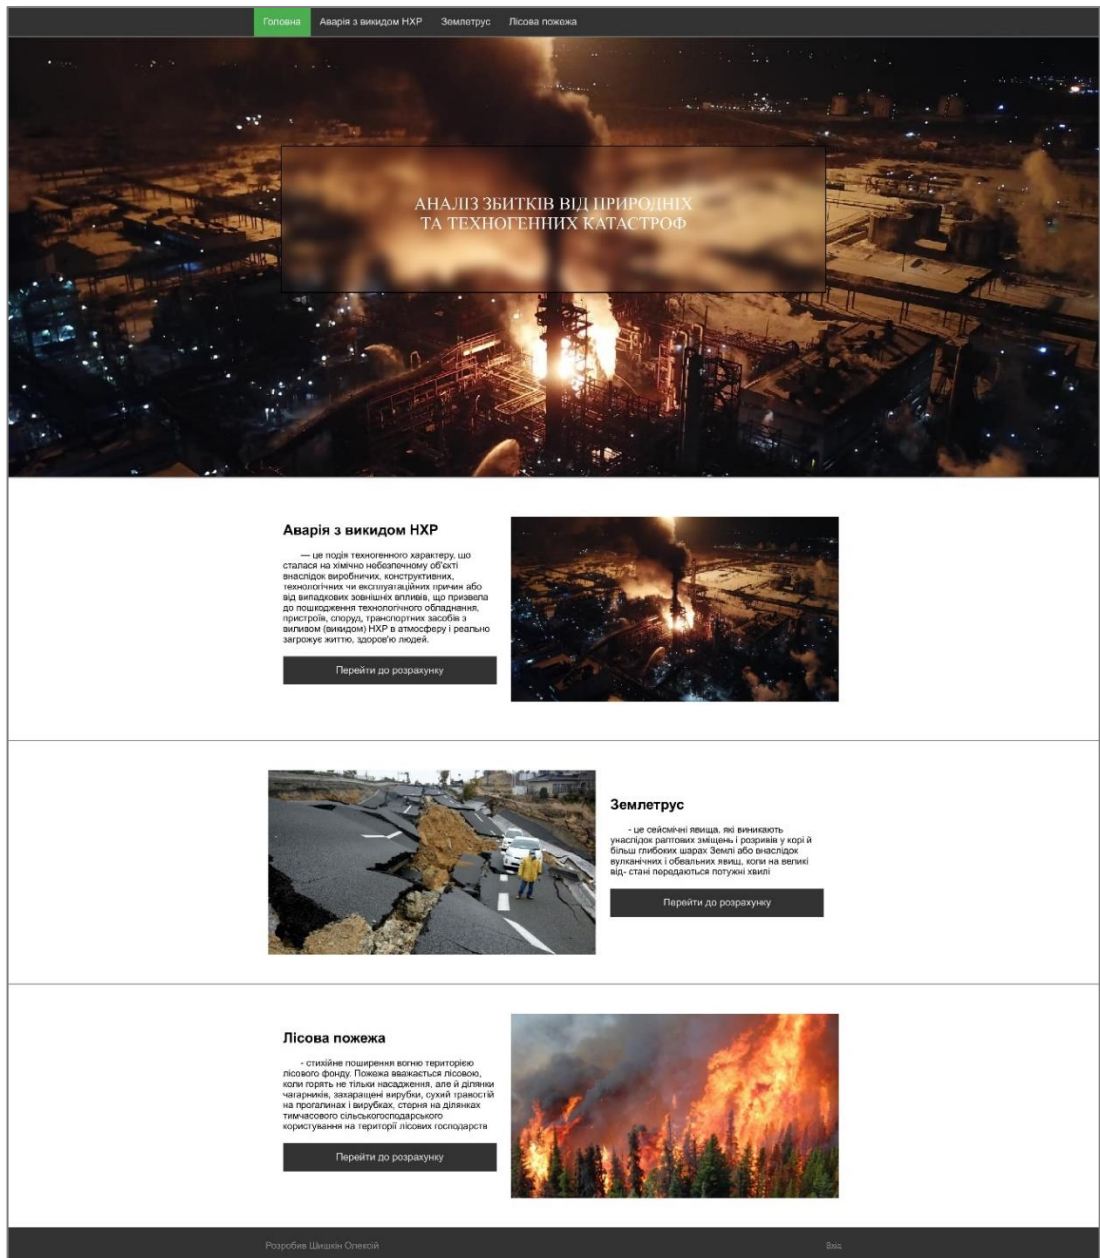 Головна Аварія з викидом НХР Землетрус Лісова пожежа
АНАЛІЗ ЗБИТКІВ ВІД ПРИРОДНІХ
ТА ТЕХНОГЕННИХ КАТАСТРОФ
Аварія з викидом НХР
— це подія техногенного характеру, що
сталася на хімічно небезпечному об'єкті
внаслідок виробничих, конструктивних,
технологічних чи експлуатаційних причин або
від випадкових зовнішніх впливів, що призвела
до пошкодження технологічного обладнання,
пристроїв, споруд, транспортних засобів з
виливом (викидом) НХР в атмосферу і реально
загрожує життю, здоров'ю людей.
Перейти до розрахунку
Землетрус
- це сейсмічні явища, які виникають
унаслідок раптових зміщень і розривів у корі й
більш глибоких шарах Землі або внаслідок
вулканічних і обвальних явищ, коли на великі
від- стані передаються потужні хвилі
Перейти до розрахунку
Лісова пожежа
- стихійне поширення вогню територією
лісового фонду. Пожежа вважається лісовою,
коли горять не тільки насадження, але й ділянки
чагарників, захаращені вирубки, сухий травостій
на прогалинах і вирубках, стерня на ділянках
тимчасового сільськогосподарського
користування на території лісових господарств
Перейти до розрахунку
Розробив Шишкін Олексій Вхід